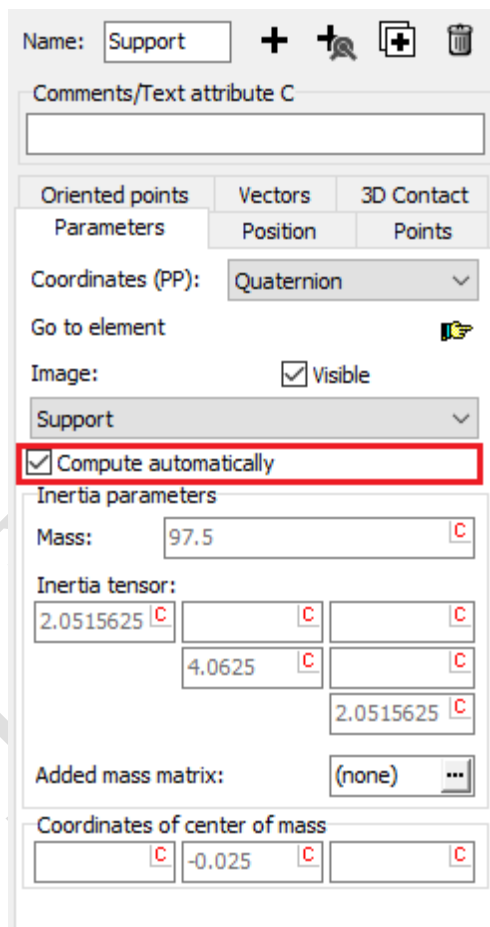 Name: Support
Comments/Text attribute C
Oriented points Vectors 3D Contact
Parameters Position Points
Coordinates (PP): Quaternion
Go to element
Image: Visible
Support
Compute automatically
Inertia parameters
Mass: 97.5 C
Inertia tensor:
2.0515625 C C C
4.0625 C C
2.0515625 C
Added mass matrix: (none) ...
Coordinates of center of mass
C -0.025 C C